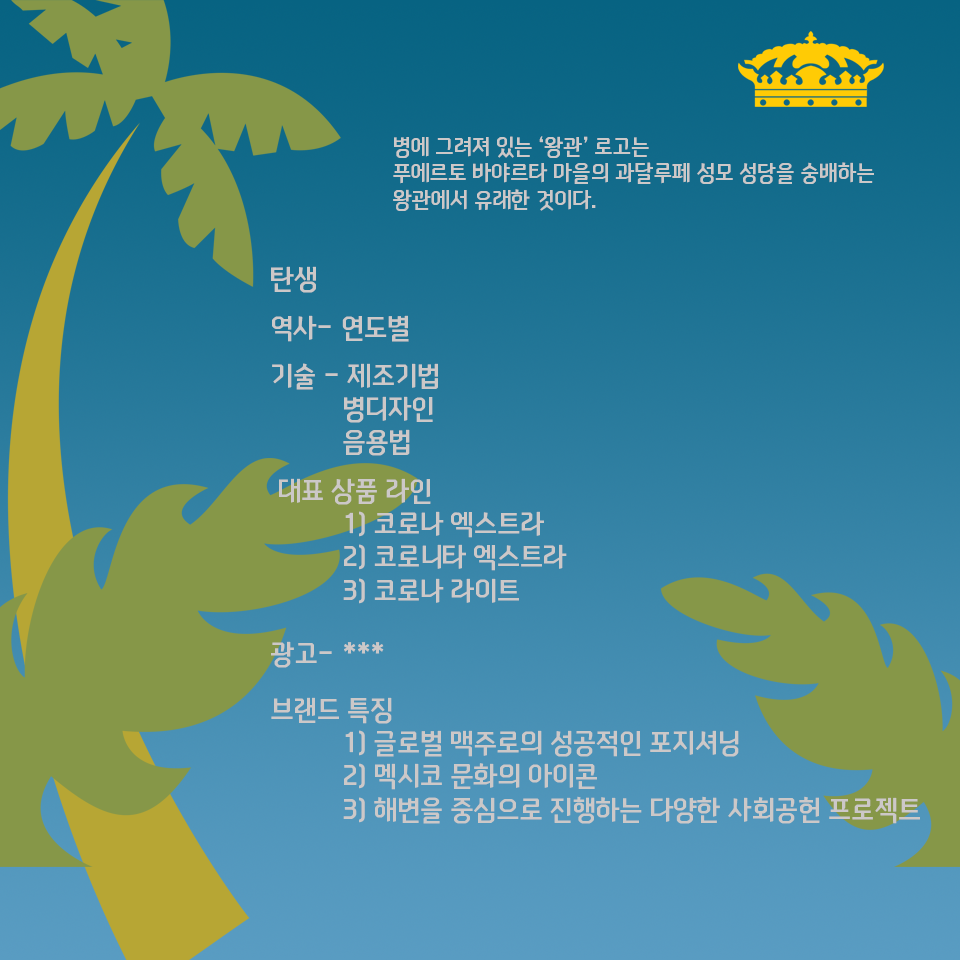 병에 그려져 있는 ‘왕관’ 로고는
푸에르토 바야르타 마을의 과달루페 성모 성당을 숭배하는
왕관에서 유래한 것이다.
탄생
역사- 연도별
기술 - 제조기법
병디자인
음용법
대표 상품 라인
1) 코로나 엑스트라
2) 코로니타 엑스트라
3) 코로나 라이트
광고- ***
브랜드 특징
1) 글로벌 맥주로의 성공적인 포지셔닝
2) 멕시코 문화의 아이콘
3) 해변을 중심으로 진행하는 다양한 사회공헌 프로젝트